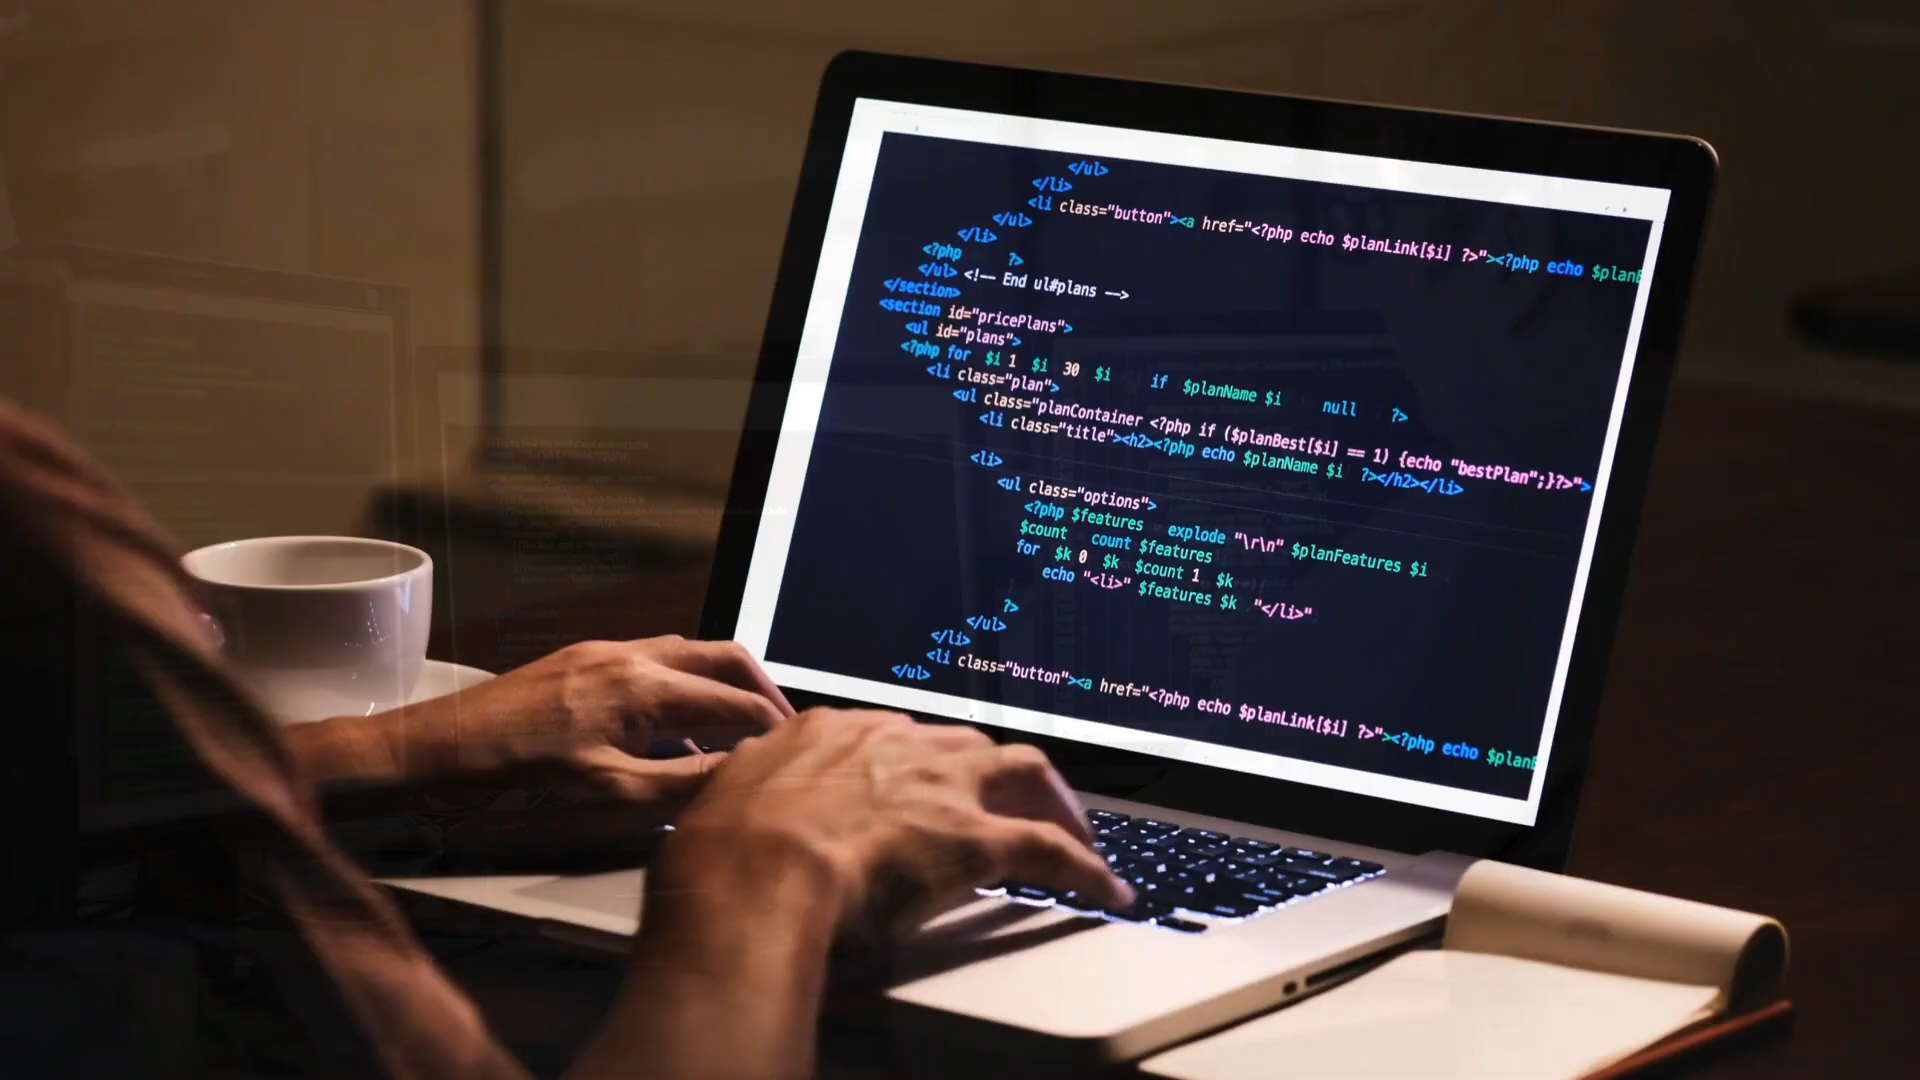 </ul>
</li>
<li class="button"><a href="<?php echo $planLink[$i] ?>"><?php echo
</ul>
</li>
<?php ?>
</ul> <!-- End ul#plans -->
</section>
<section id="pricePlans">
<ul id="plans">
<?php for $i 1 $i 30 $i if $planName $i null ?>
<li class="plan">
<ul class="planContainer <?php if ($planBest[$i] == 1) {echo "bestPlan";}?>">
<li class="title"><h2><?php echo $planName $i ?></h2></li>
<li>
<ul class="options">
<?php $features explode "\r\n" $planFeatures $i
$count count $features
for $k 0 $k $count 1 $k
echo "<li>" $features $k "</li>"
?>
</ul>
</li>
<li class="button"><a href="<?php echo $planLink[$i] ?>"><?php echo
</ul>